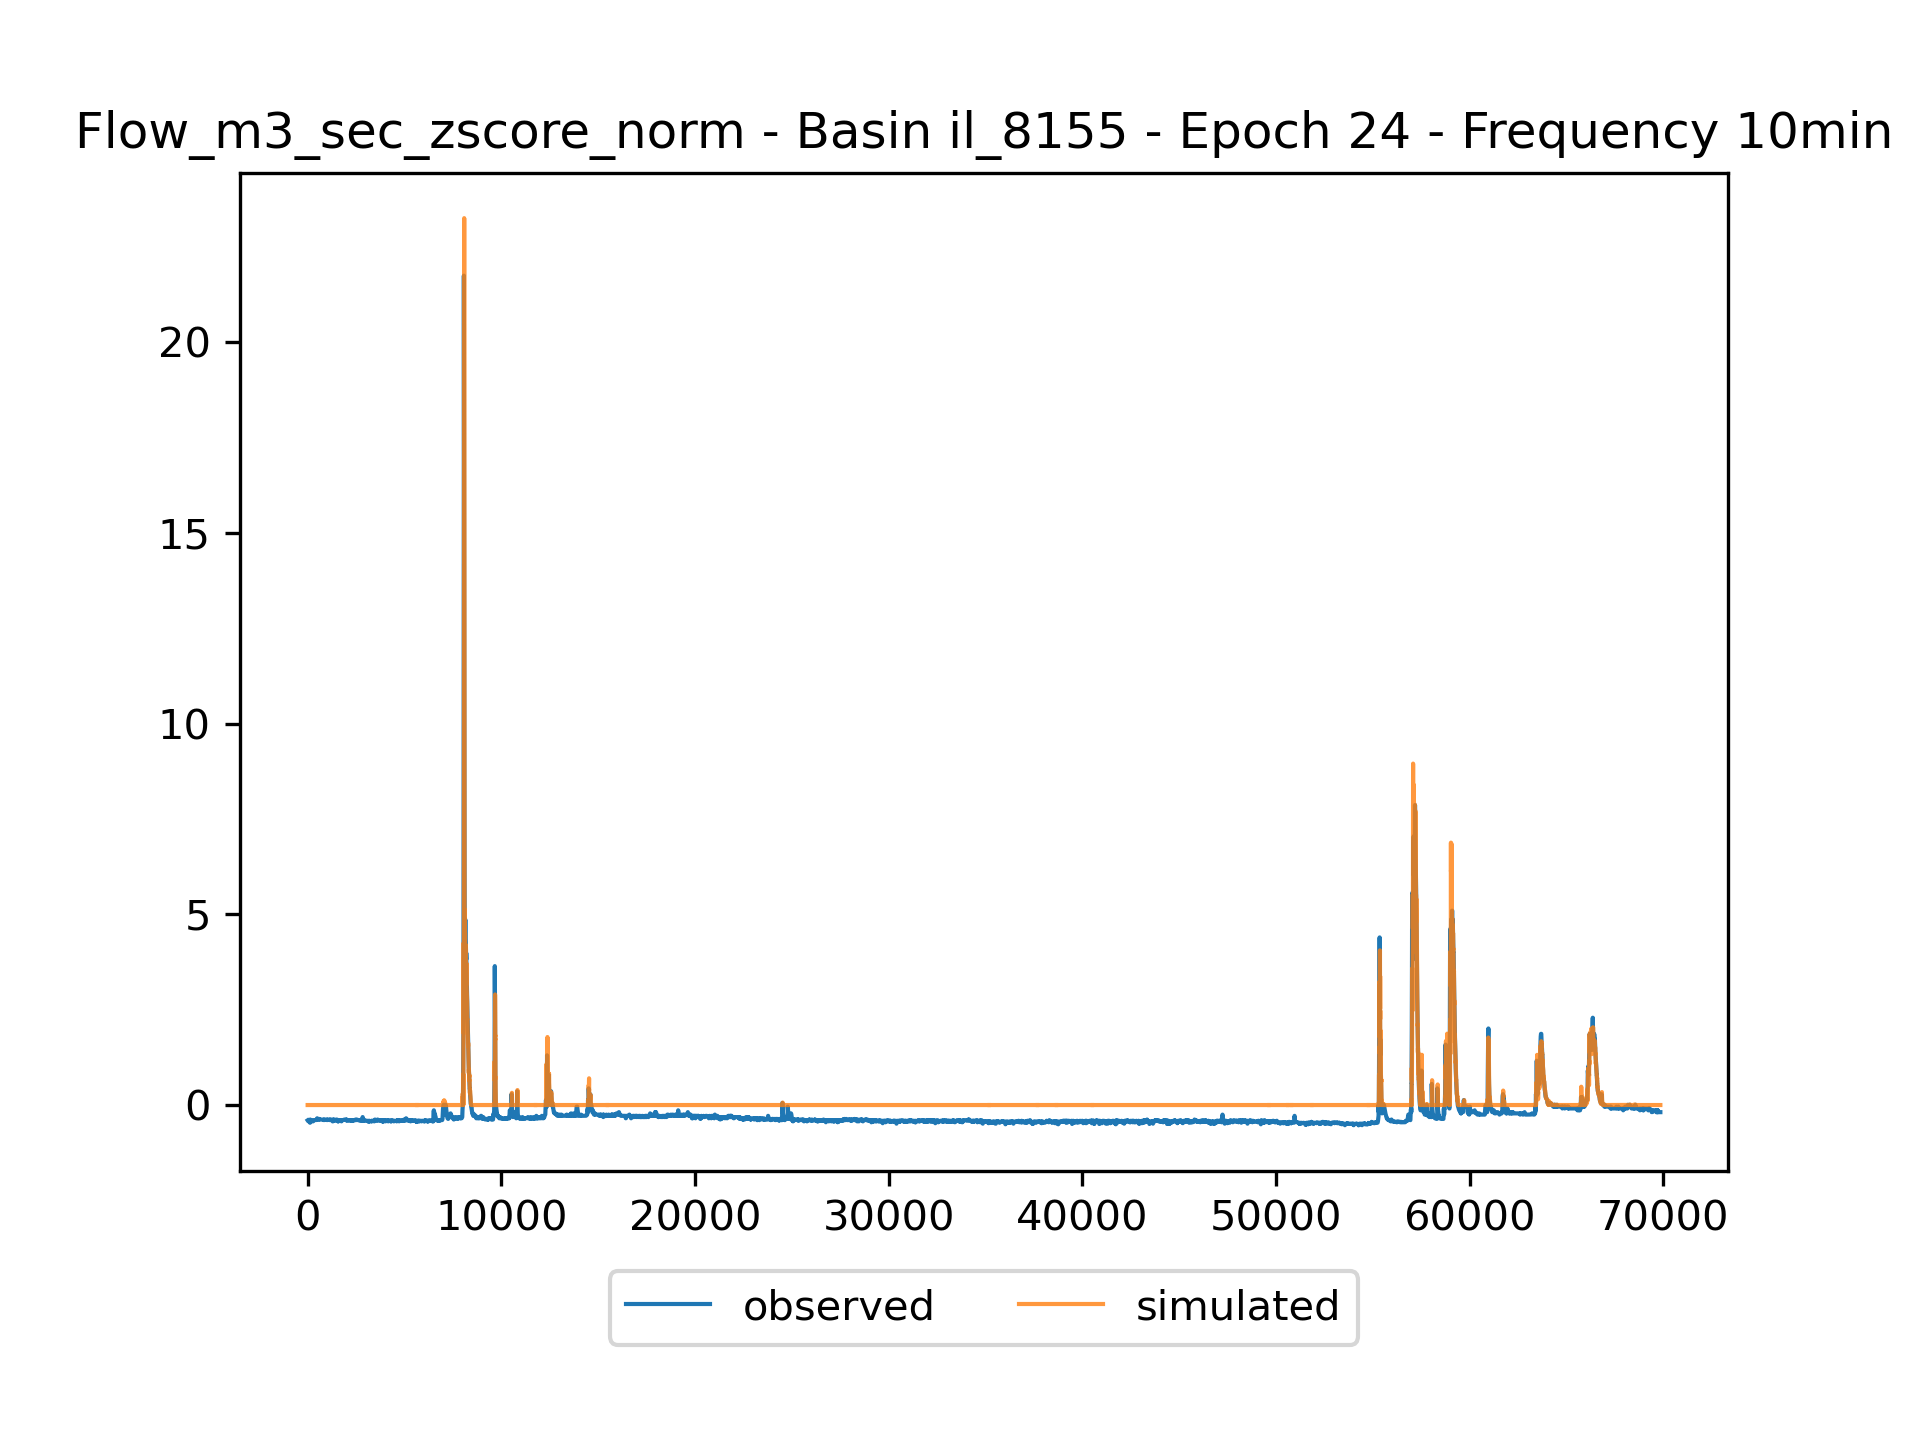 Flow_m3_sec_zscore_norm - Basin il_8155 - Epoch 24 - Frequency 10min
20
15
10
5
0
0 10000 20000 30000 40000 50000 60000 70000
observed simulated